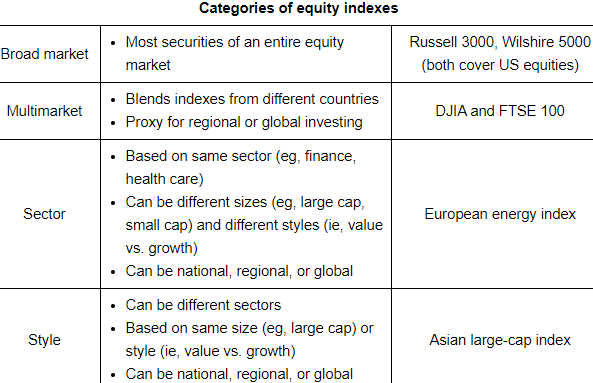 Categories of equity indexes
Broad market
• Most securities of an entire equity
market
Russell 3000, Wilshire 5000
(both cover US equities)
Multimarket
• Blends indexes from different countries
• Proxy for regional or global investing
DJIA and FTSE 100
Sector
• Based on same sector (eg, finance,
health care)
• Can be different sizes (eg, large cap,
small cap) and different styles (ie, value
vs. growth)
• Can be national, regional, or global
European energy index
Style
• Can be different sectors
• Based on same size (eg, large cap) or
style (ie, value vs. growth)
• Can be national, regional, or global
Asian large-cap index